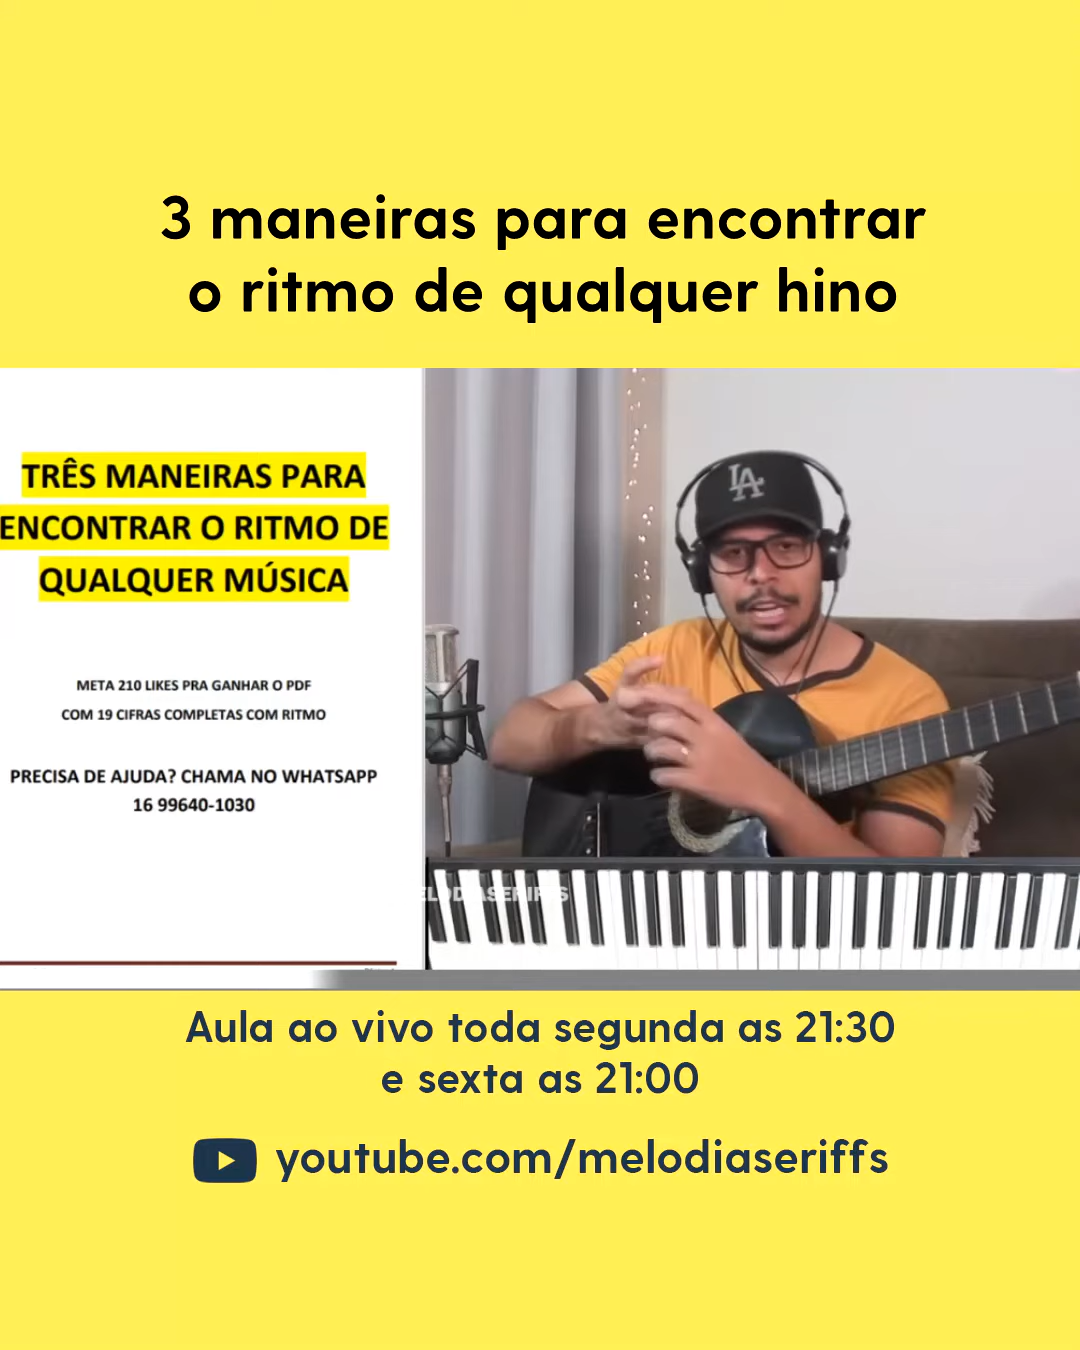 3 maneiras para encontrar
o ritmo de qualquer hino
TRÊS MANEIRAS PARA
ENCONTRAR O RITMO DE
QUALQUER MÚSICA
META 210 LIKES PRA GANHAR O PDF
COM 19 CIFRAS COMPLETAS COM RITMO
PRECISA DE AJUDA? CHAMA NO WHATSAPP
16 99640-1030
LA
ELODIASERIFFS
Aula ao vivo toda segunda as 21:30
e sexta as 21:00
youtube.com/melodiaseriffs